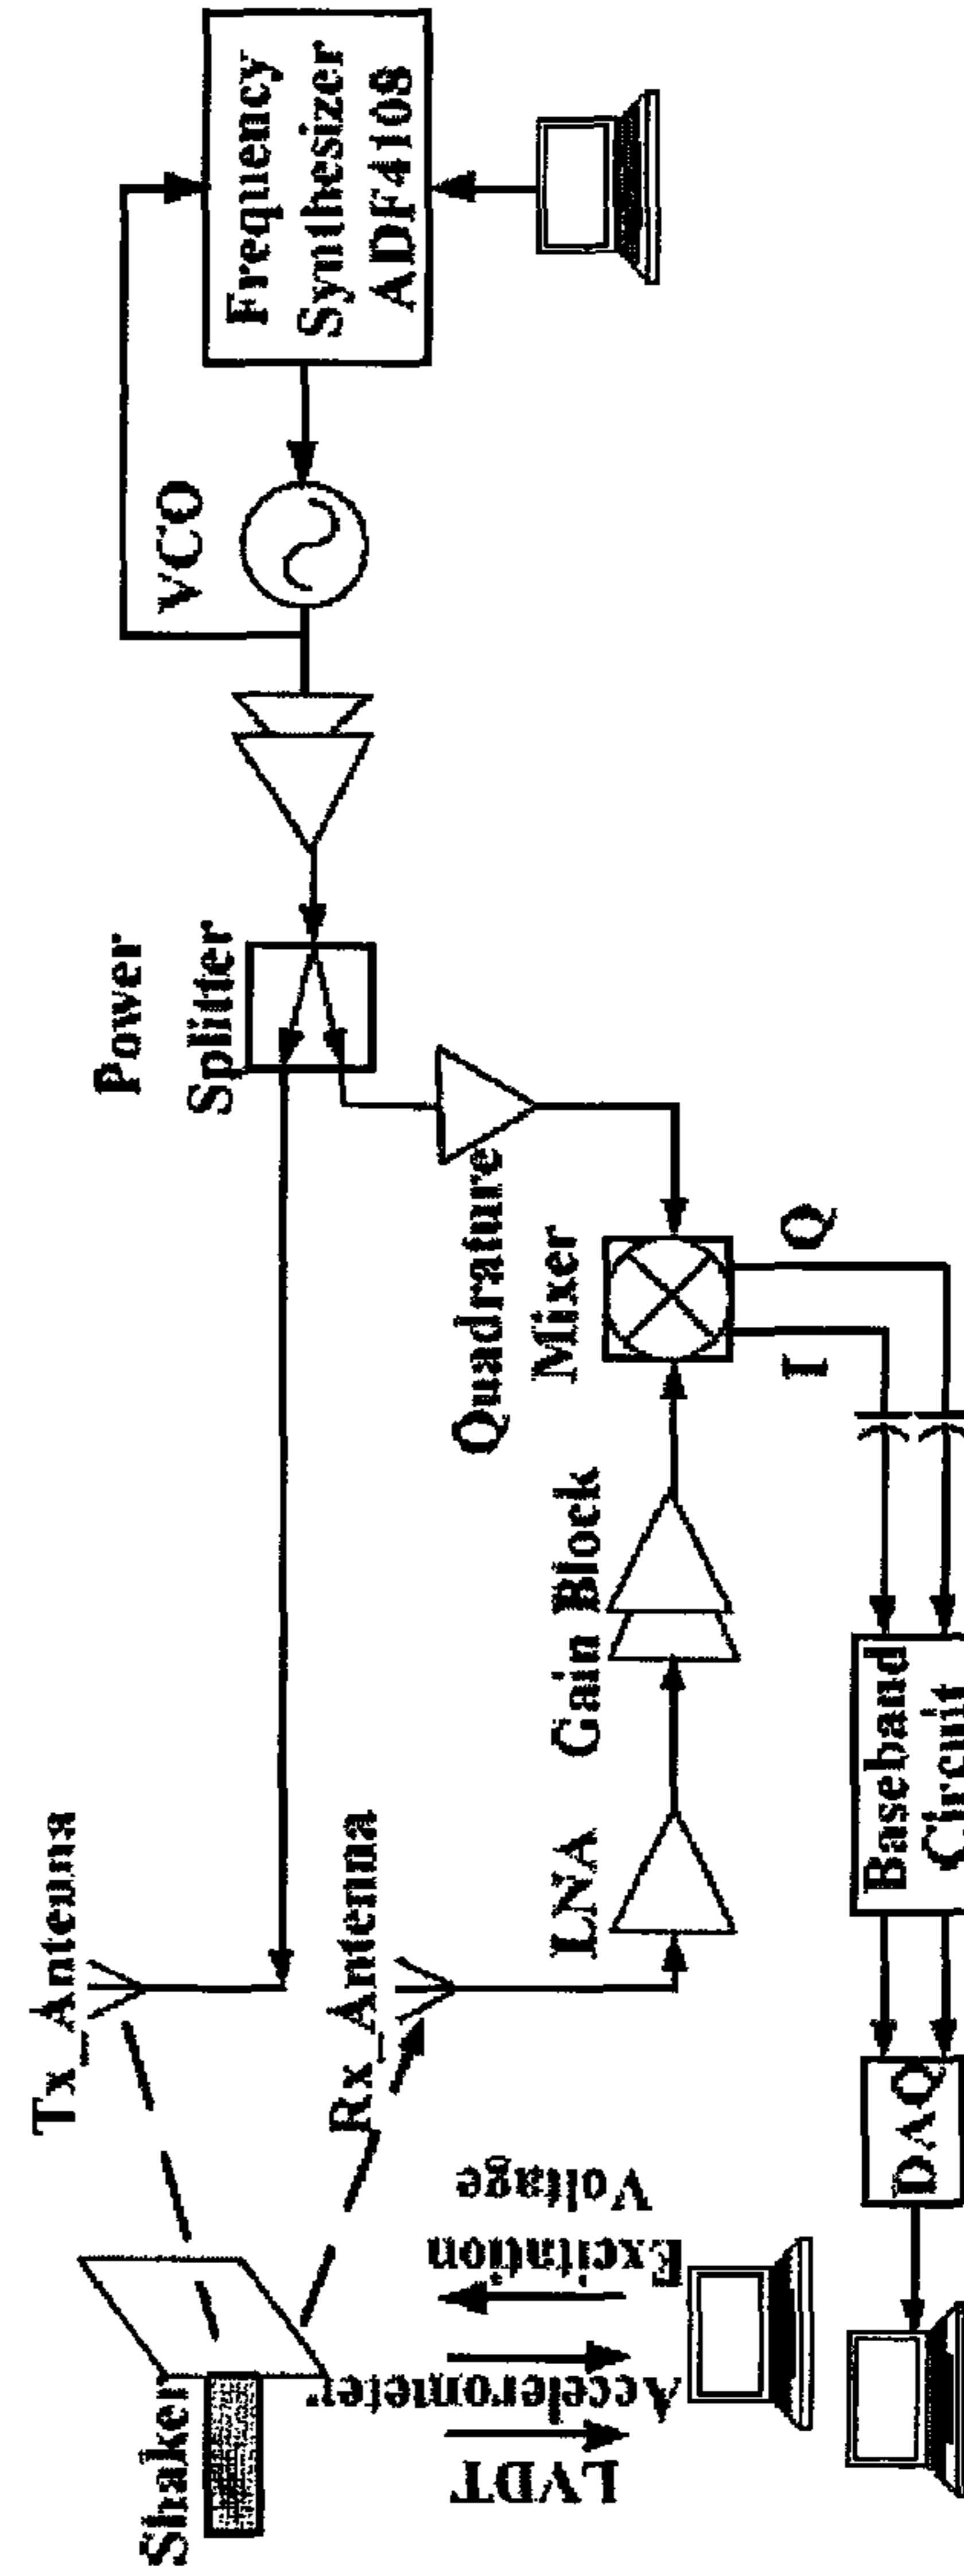 Shaker
Tx_Antenna
Rx_Antenna
Power
Splitter
VCO
Frequency
Synthesizer
ADF4108
LVDT
Accelerometer
Excitation
Voltage
LNA
Gain Block
Quadrature
Mixer
I
Q
DAQ
Baseband
Circuit